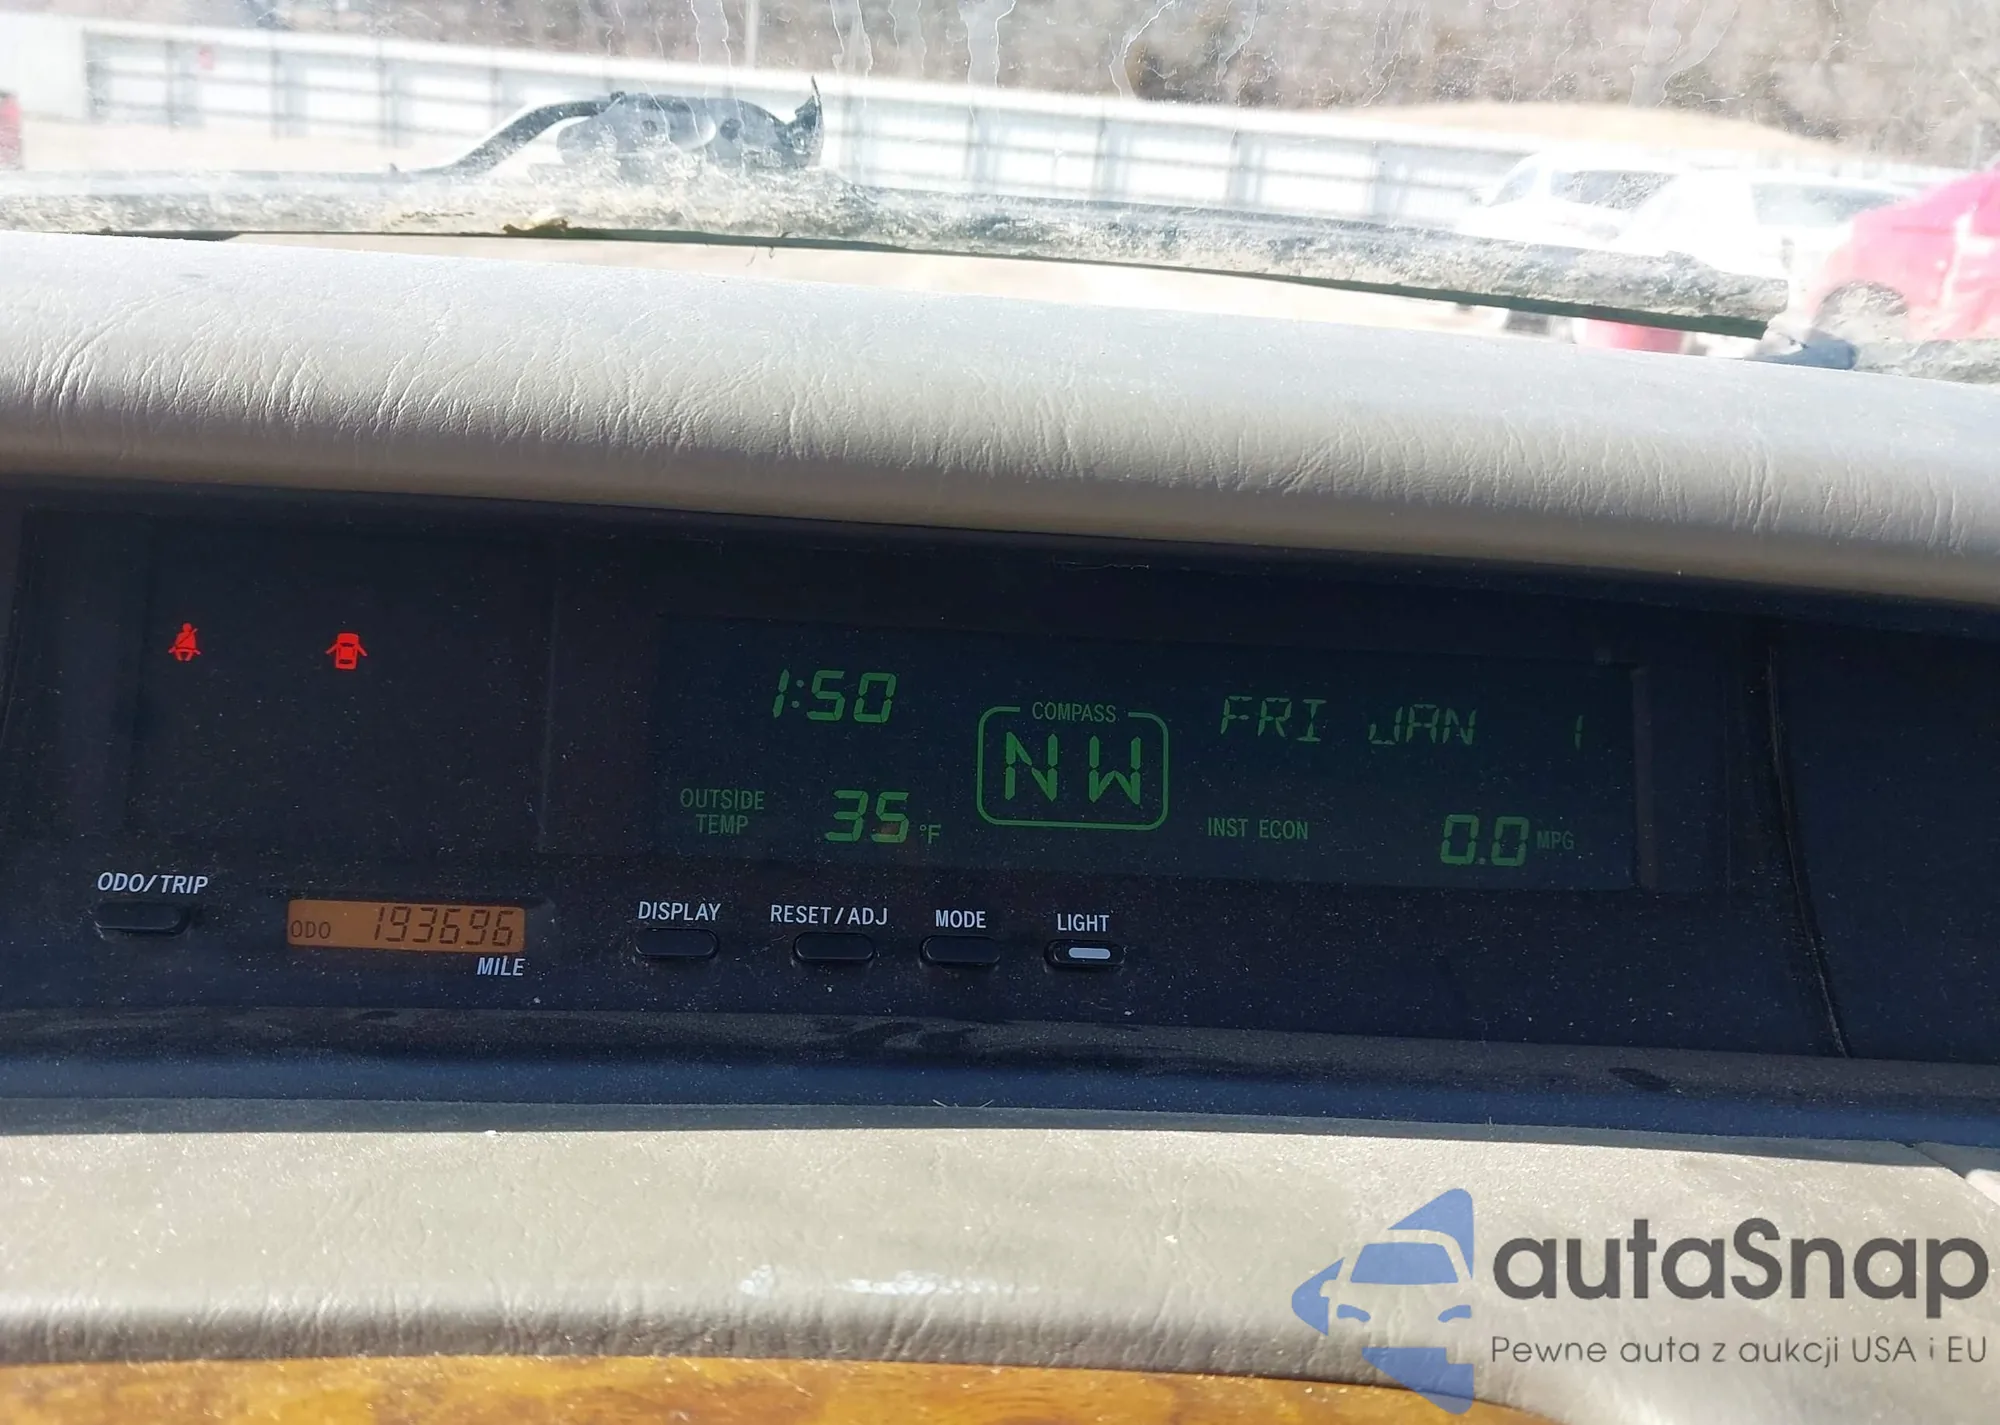 1:50
COMPASS
NW
FRI JAN 1
OUTSIDE
TEMP
35°F
INST ECON
0.0 MPG
ODO/TRIP
ODO 193696
MILE
DISPLAY
RESET/ADJ
MODE
LIGHT
autaSnap
Pewne auta z aukcji USA i EU